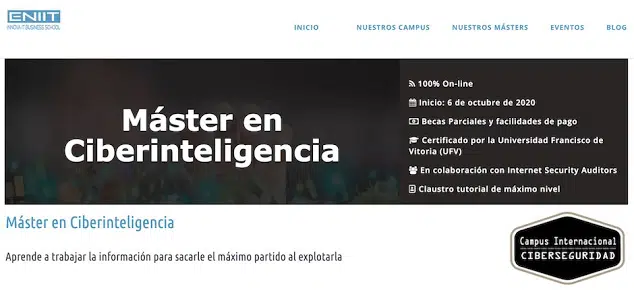 ENIIT
INNOVA IT BUSINESS SCHOOL
INICIO NUESTROS CAMPUS NUESTROS MÁSTERS EVENTOS BLOG
Máster en
Ciberinteligencia
100% On-line
Inicio: 6 de octubre de 2020
Becas Parciales y facilidades de pago
Certificado por la Universidad Francisco de
Vitoria (UFV)
En colaboración con Internet Security Auditors
Claustro tutorial de máximo nivel
Máster en Ciberinteligencia
Aprende a trabajar la información para sacarle el máximo partido al explotarla
Campus Internacional
CIBERSEGURIDAD